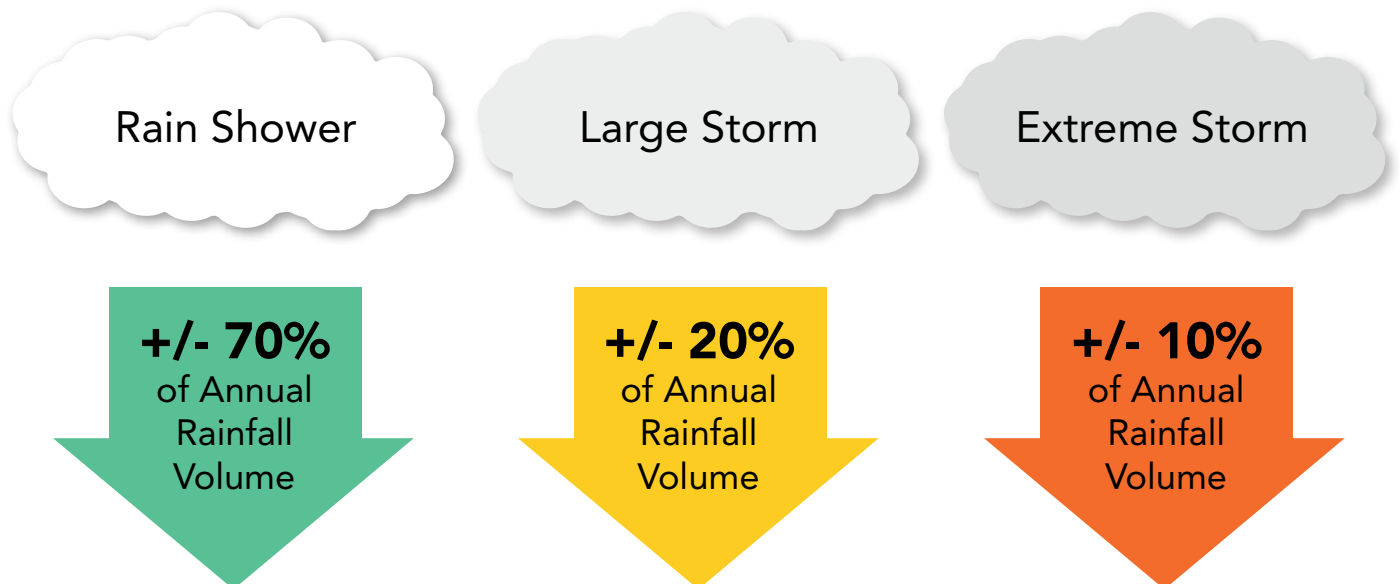 Rain Shower
Large Storm
Extreme Storm
+/- 70%
of Annual
Rainfall
Volume
+/- 20%
of Annual
Rainfall
Volume
+/- 10%
of Annual
Rainfall
Volume